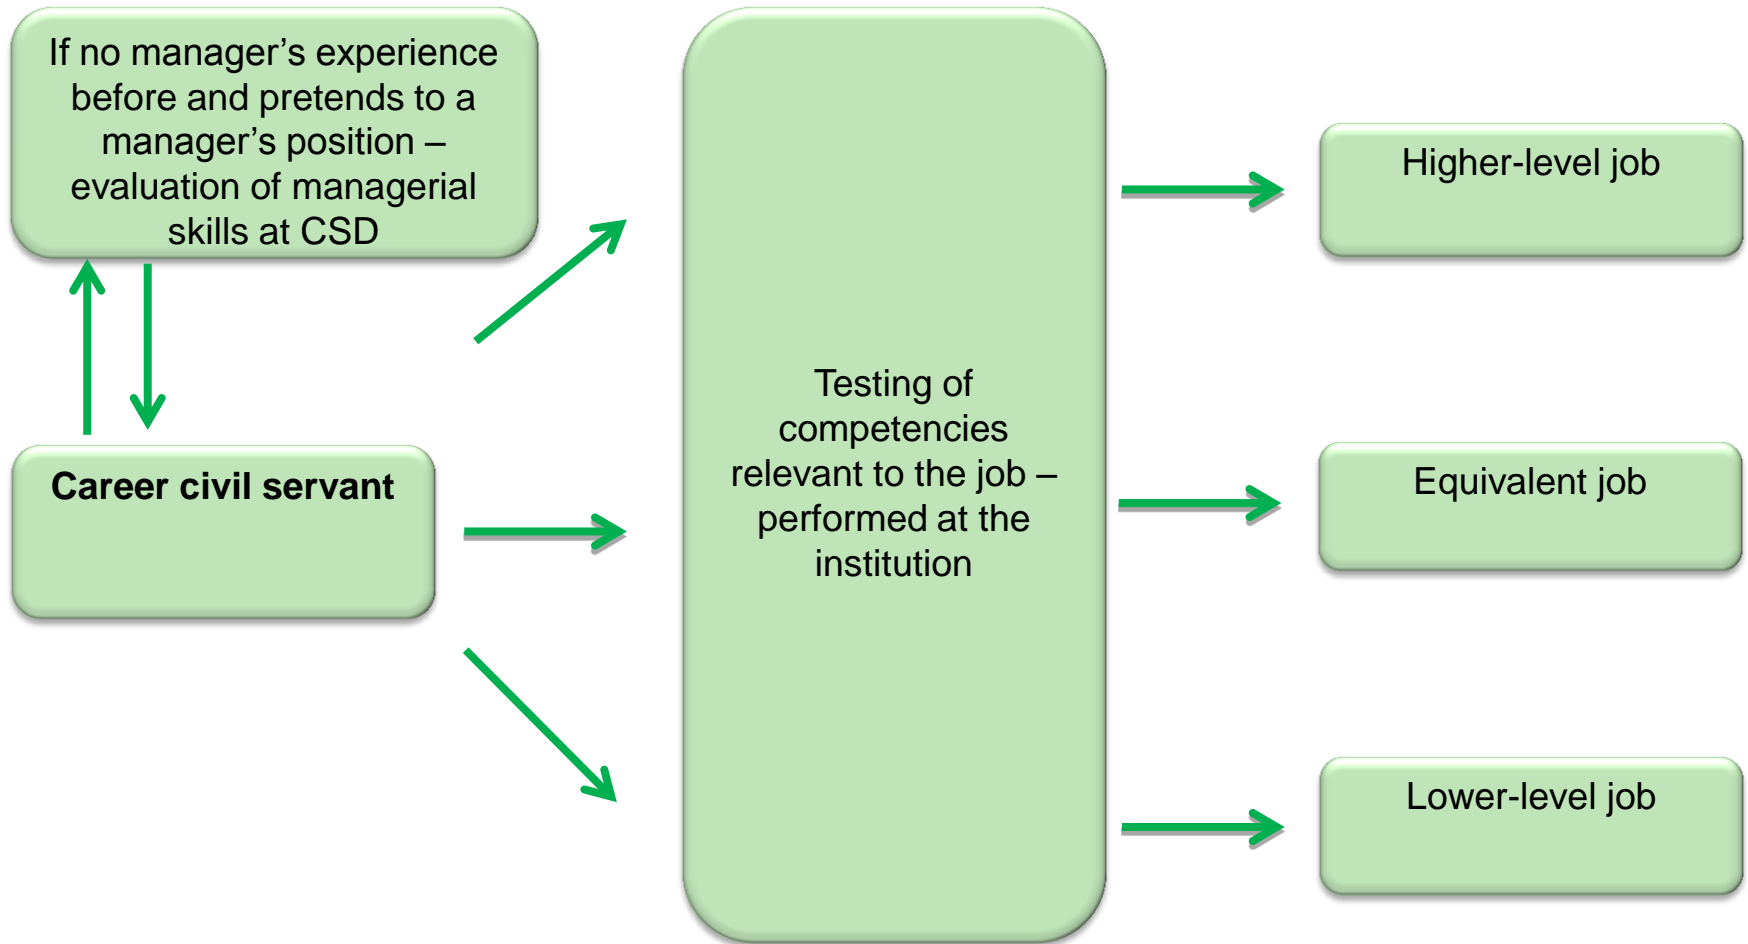 If no manager’s experience
before and pretends to a
manager’s position –
evaluation of managerial
skills at CSD
Career civil servant
Testing of
competencies
relevant to the job –
performed at the
institution
Higher-level job
Equivalent job
Lower-level job